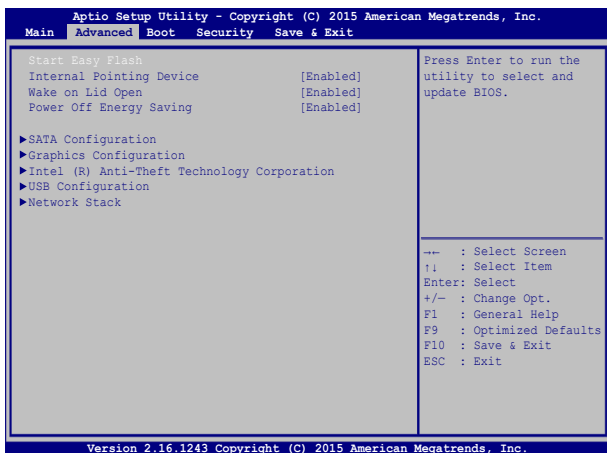 Aptio Setup Utility - Copyright (C) 2015 American Megatrends, Inc.
Main Advanced Boot Security Save & Exit
Start Easy Flash
Internal Pointing Device [Enabled]
Wake on Lid Open [Enabled]
Power Off Energy Saving [Enabled]
▶SATA Configuration
▶Graphics Configuration
▶Intel (R) Anti-Theft Technology Corporation
▶USB Configuration
▶Network Stack
Press Enter to run the
utility to select and
update BIOS.
→← : Select Screen
↑↓ : Select Item
Enter: Select
+/— : Change Opt.
F1 : General Help
F9 : Optimized Defaults
F10 : Save & Exit
ESC : Exit
Version 2.16.1243 Copyright (C) 2015 American Megatrends, Inc.